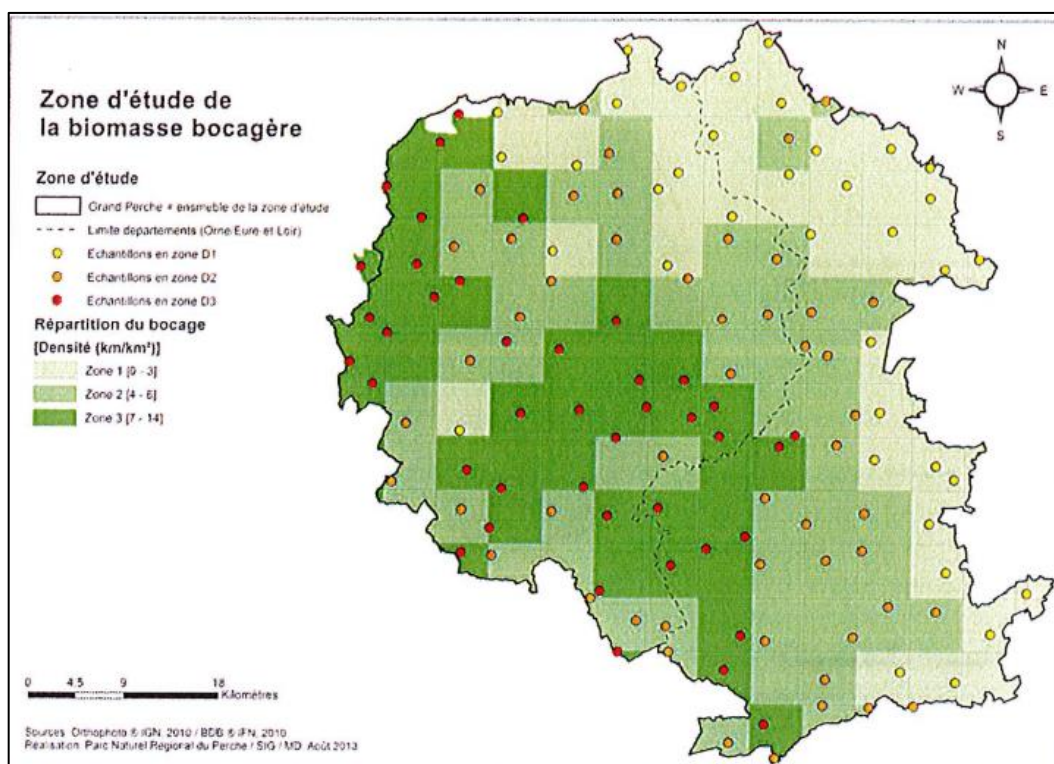 Zone d'étude de
la biomasse bocagère
Zone d'étude
Grand Perche = ensmeble de la zone d'étude
Limite départements (Orne/Eure-et Loir)
Echantillons en zone D1
Echantillons en zone D2
Echantillons en zone D3
Répartition du bocage
[Densité (km/km²)]
Zone 1 [0 - 3]
Zone 2 [4 - 6]
Zone 3 [7 - 14]
N
W E
S
0 4.5 9 18
Kilomètres
Sources: Orthophoto © IGN, 2010 / BDB © IFN, 2010
Réalisation: Parc Naturel Régional du Perche / SIG / MD. Août 2013